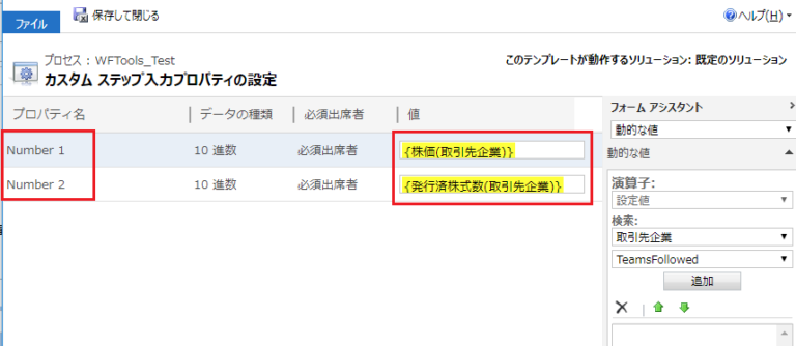 ファイル
保存して閉じる
ヘルプ(H)
プロセス : WFTools_Test
カスタム ステップ入力プロパティの設定
このテンプレートが動作するソリューション: 既定のソリューション
プロパティ名 データの種類 必須出席者 値
Number 1 10 進数 必須出席者 {株価(取引先企業)}
Number 2 10 進数 必須出席者 {発行済株式数(取引先企業)}
フォーム アシスタント >
動的な値
動的な値
演算子:
設定値
検索:
取引先企業
TeamsFollowed
追加